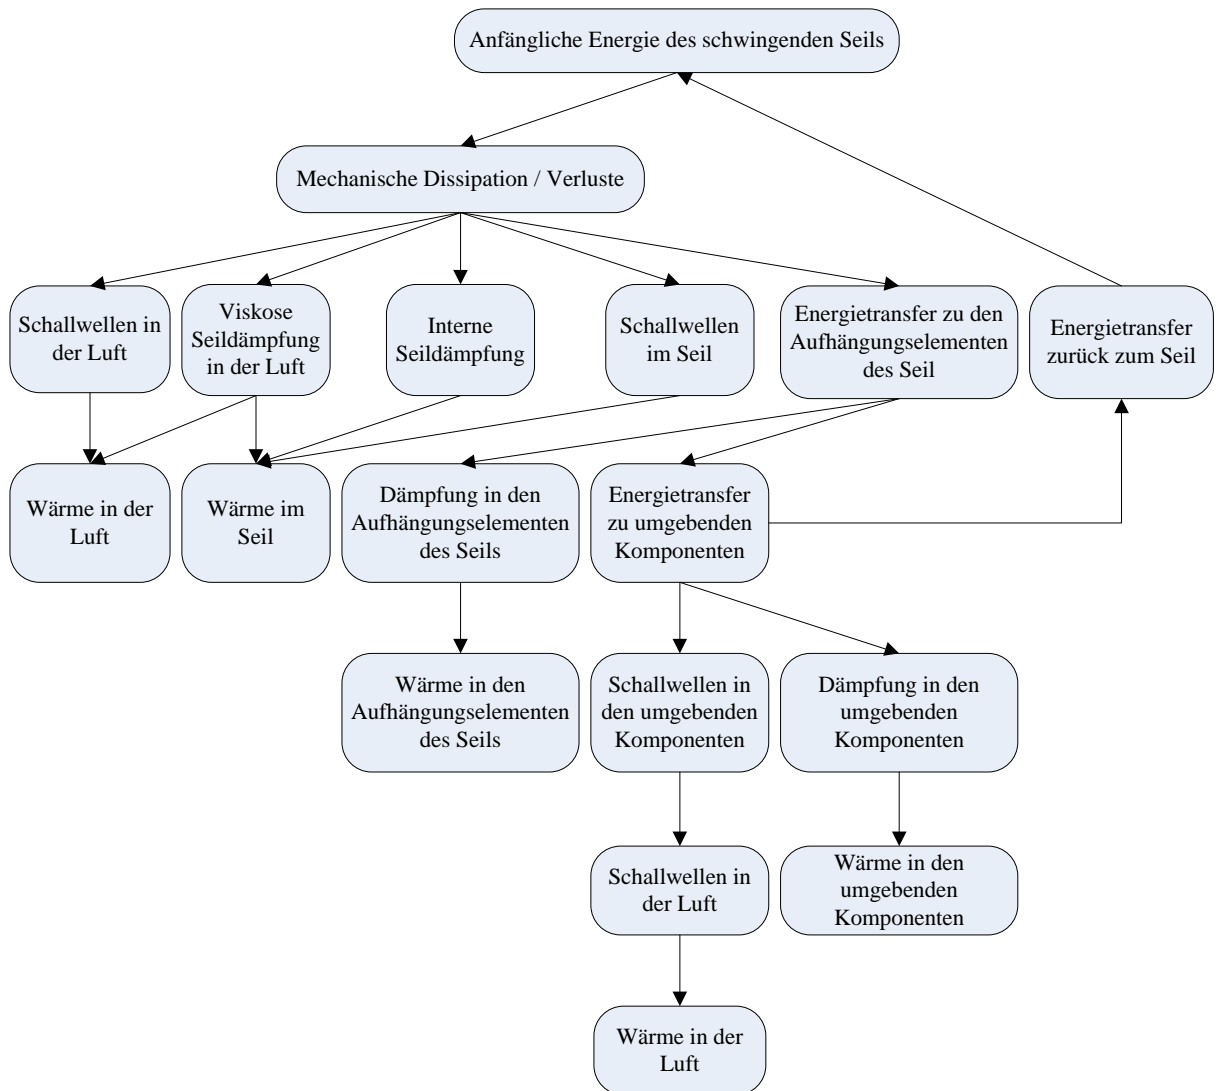 Anfängliche Energie des schwingenden Seils
Mechanische Dissipation / Verluste
Schallwellen in
der Luft
Viskose
Seildämpfung
in der Luft
Interne
Seildämpfung
Schallwellen
im Seil
Energietransfer zu den
Aufhängungselementen
des Seil
Energietransfer
zurück zum Seil
Wärme in der
Luft
Wärme im
Seil
Dämpfung in den
Aufhängungselementen
des Seils
Energietransfer
zu umgebenden
Komponenten
Wärme in den
Aufhängungselementen
des Seils
Schallwellen in
den umgebenden
Komponenten
Dämpfung in den
umgebenden
Komponenten
Schallwellen in
der Luft
Wärme in den
umgebenden
Komponenten
Wärme in der
Luft